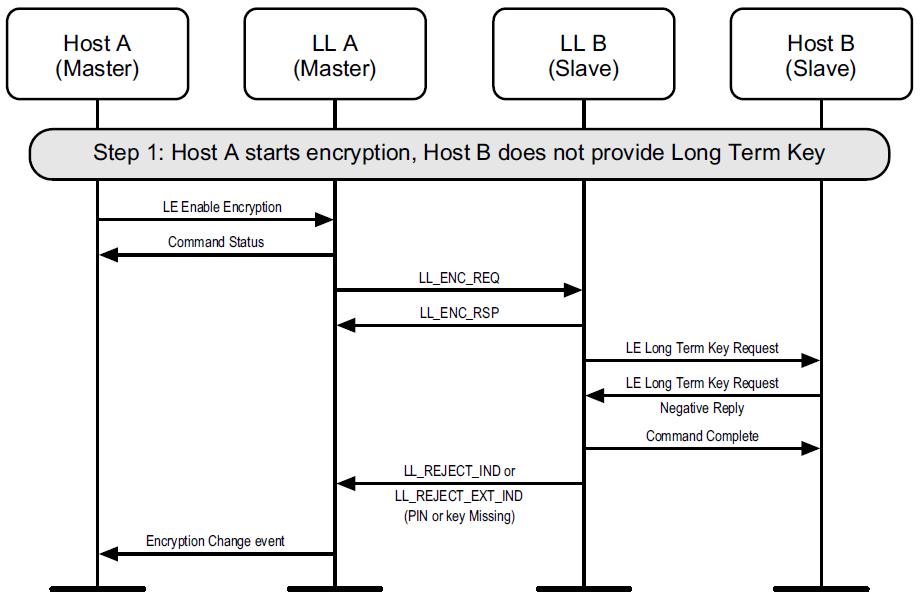 Host A
(Master)
LL A
(Master)
LL B
(Slave)
Host B
(Slave)
Step 1: Host A starts encryption, Host B does not provide Long Term Key
LE Enable Encryption
Command Status
LL_ENC_REQ
LL_ENC_RSP
LE Long Term Key Request
LE Long Term Key Request
Negative Reply
Command Complete
LL_REJECT_IND or
LL_REJECT_EXT_IND
(PIN or key Missing)
Encryption Change event